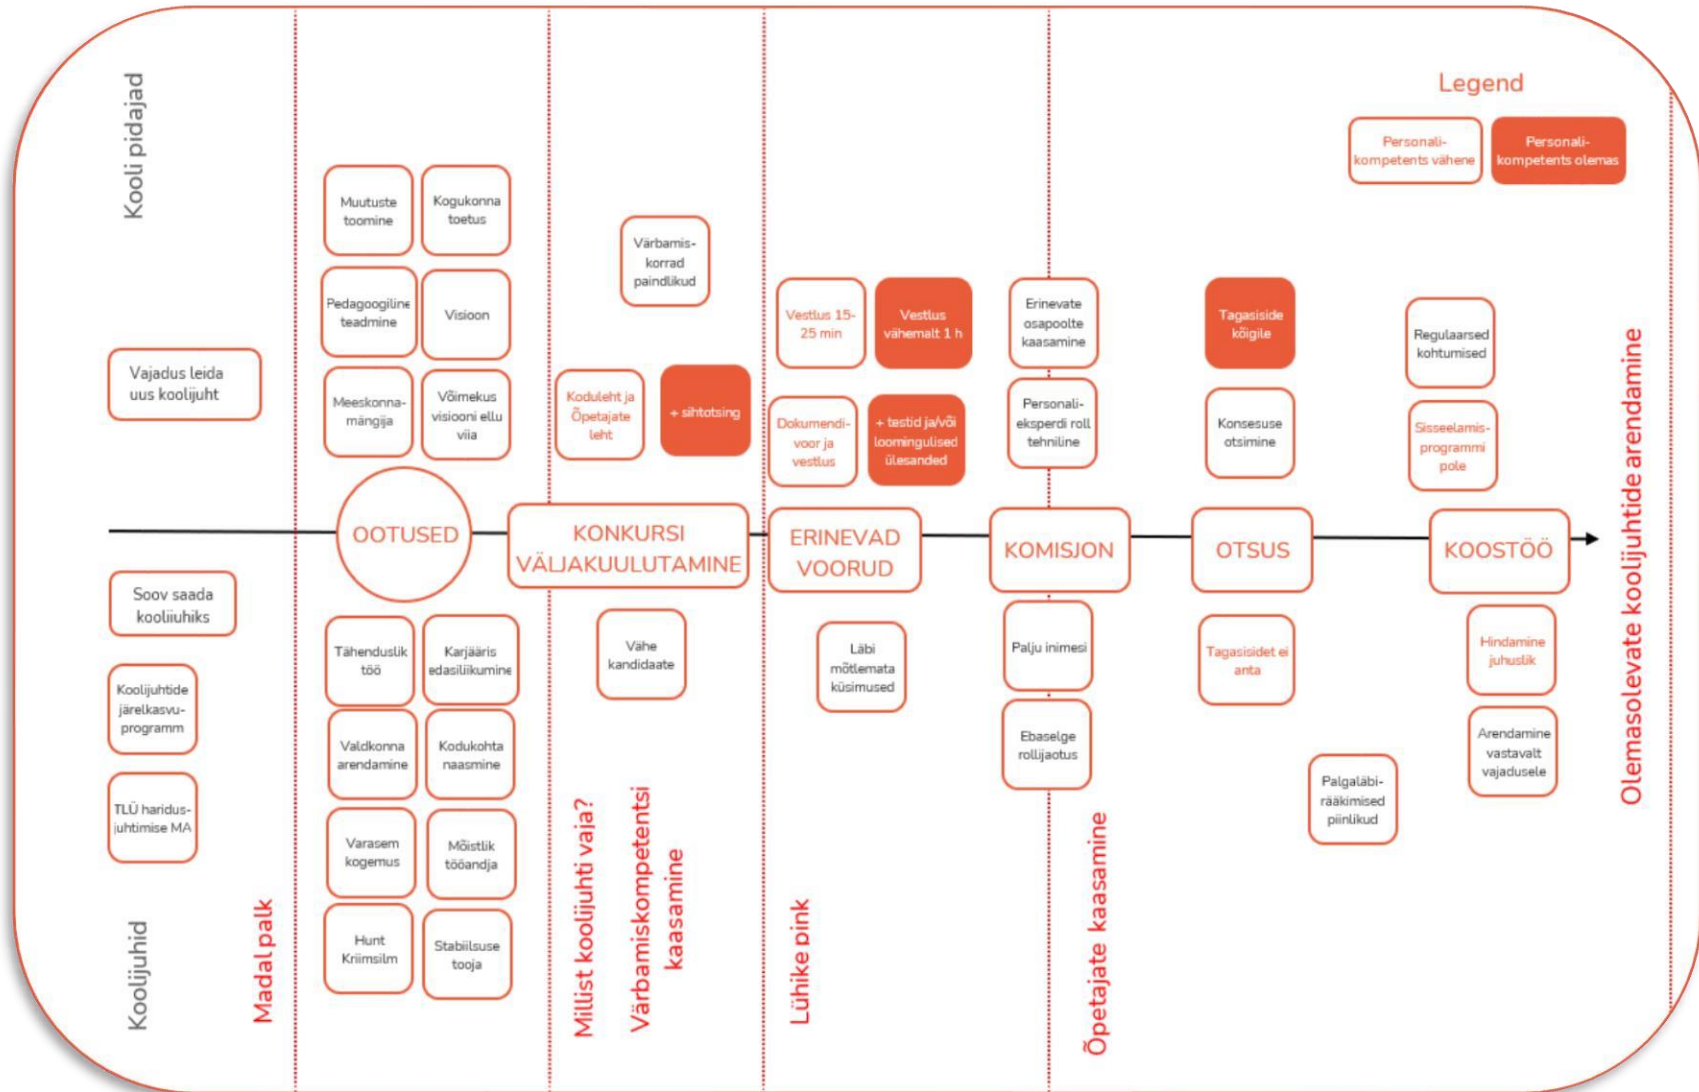 Kooli pidajad
Legend
Personali-
kompetents vähene
Personali-
kompetents olemas
Muutuste
toomine
Kogukonna
toetus
Pedagoogiline
teadmine
Visioon
Meeskonna-
mängija
Võimekus
visiooni ellu
viia
Vajadus leida
uus koolijuht
Värbamis-
korrad
paindlikud
Koduleht ja
Õpetajate
leht
+ sihtotsing
Vestlus 15-
25 min
Vestlus
vähemalt 1 h
Dokumendi-
voor ja
vestlus
+ testid ja/või
loomingulised
ülesanded
Erinevate
osapoolte
kaasamine
Personali-
eksperdi roll
tehniline
Tagasiside
kõigile
Konsesuse
otsimine
Regulaarsed
kohtumised
Sisseelamis-
programmi
pole
OOTUSED
KONKURSI
VÄLJAKUULUTAMINE
ERINEVAD
VOORUD
KOMISJON
OTSUS
KOOSTÖÖ
Soov saada
koolijuhiks
Koolijuhtide
järelkasvu-
programm
TLÜ haridus-
juhtimise MA
Koolijuhid
Tähenduslik
töö
Karjääris
edasiliikumine
Valdkonna
arendamine
Kodukohta
naasmine
Varasem
kogemus
Mõistlik
tööandja
Hunt
Kriimsilm
Stabiilsuse
tooja
Vähe
kandidaate
Läbi
mõtlemata
küsimused
Palju inimesi
Ebaselge
rollijaotus
Tagasisidet ei
anta
Palgaläbi-
rääkimised
piinlikud
Hindamine
juhuslik
Arendamine
vastavalt
vajadusele
Madal palk
Millist koolijuhti vaja?
Värbamiskompetentsi
kaasamine
Lühike pink
Õpetajate kaasamine
Olemasolevate koolijuhtide arendamine